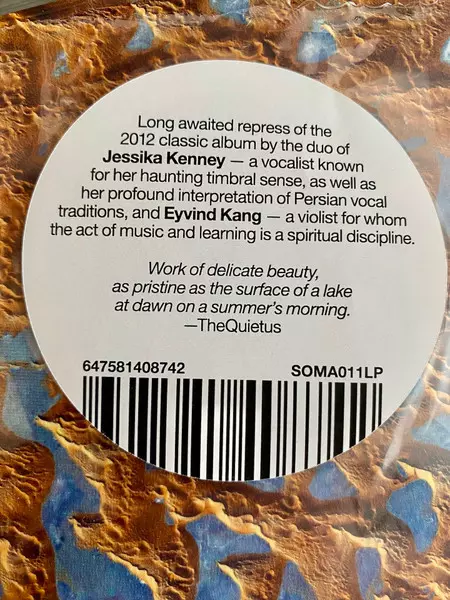 Long awaited repress of the
2012 classic album by the duo of
Jessika Kenney — a vocalist known
for her haunting timbral sense, as well as
her profound interpretation of Persian vocal
traditions, and Eyvind Kang — a violist for whom
the act of music and learning is a spiritual discipline.
Work of delicate beauty,
as pristine as the surface of a lake
at dawn on a summer's morning.
—TheQuietus
647581408742 SOMA011LP